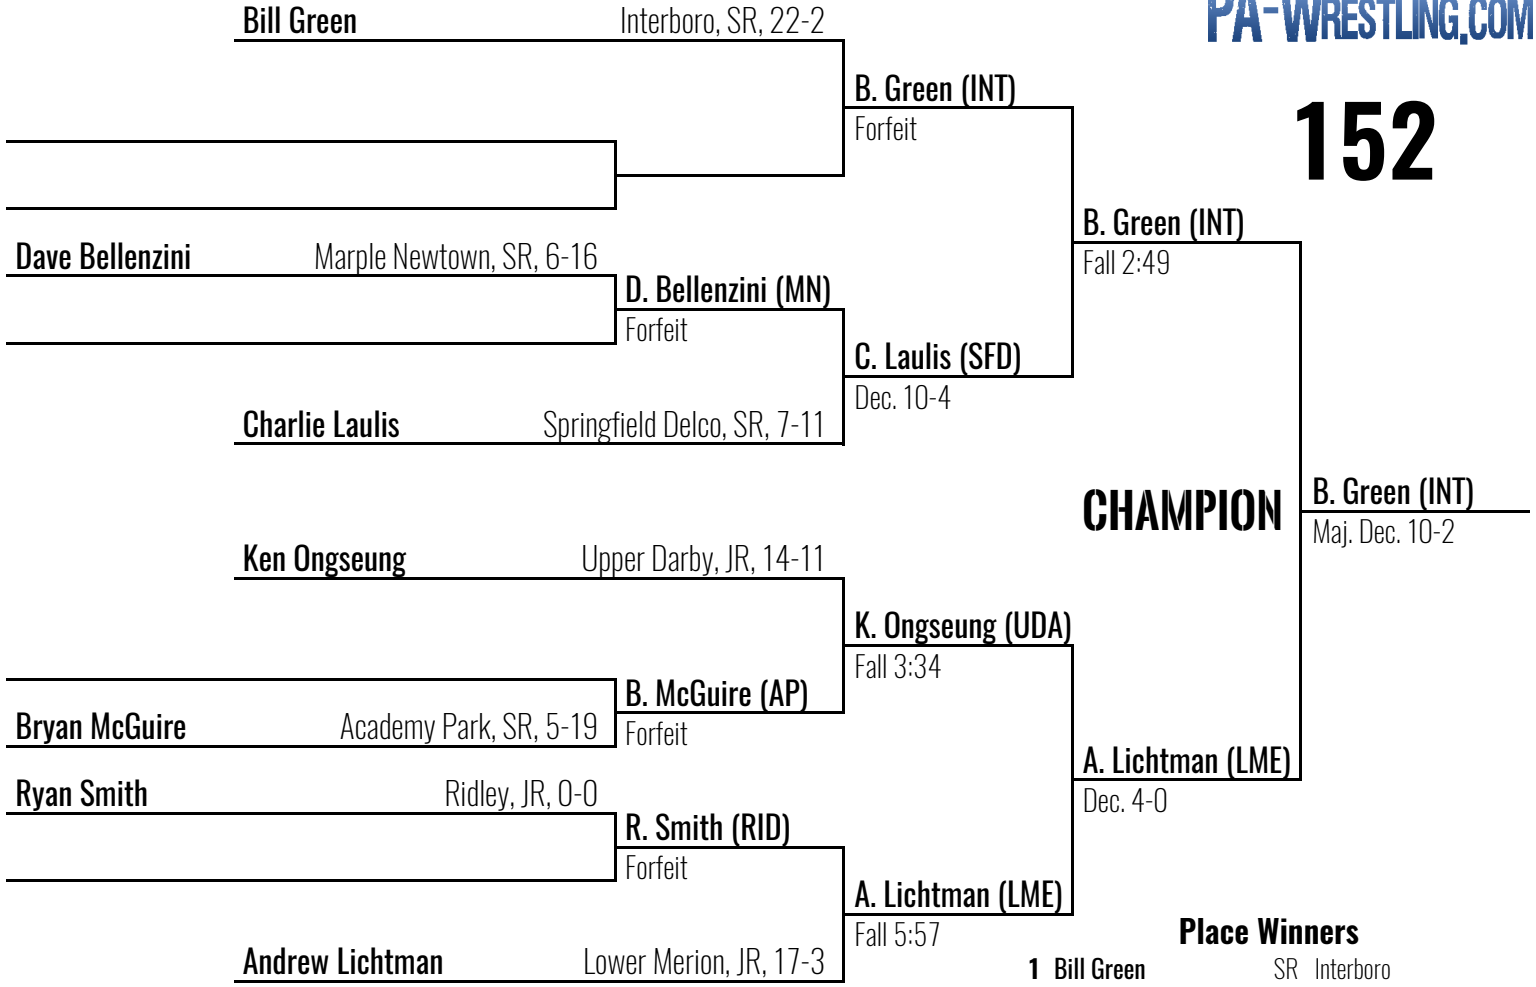 PA-WRESTLING.COM
152
Bill Green Interboro, SR, 22-2
B. Green (INT)
Forfeit
B. Green (INT)
Fall 2:49
Dave Bellenzini Marple Newtown, SR, 6-16
D. Bellenzini (MN)
Forfeit
C. Laulis (SFD)
Dec. 10-4
Charlie Laulis Springfield Delco, SR, 7-11
CHAMPION
B. Green (INT)
Maj. Dec. 10-2
Ken Ongseung Upper Darby, JR, 14-11
K. Ongseung (UDA)
Fall 3:34
B. McGuire (AP)
Bryan McGuire Academy Park, SR, 5-19
Forfeit
A. Lichtman (LME)
Dec. 4-0
Ryan Smith Ridley, JR, 0-0
R. Smith (RID)
Forfeit
A. Lichtman (LME)
Fall 5:57
Andrew Lichtman Lower Merion, JR, 17-3
Place Winners
1 Bill Green SR Interboro